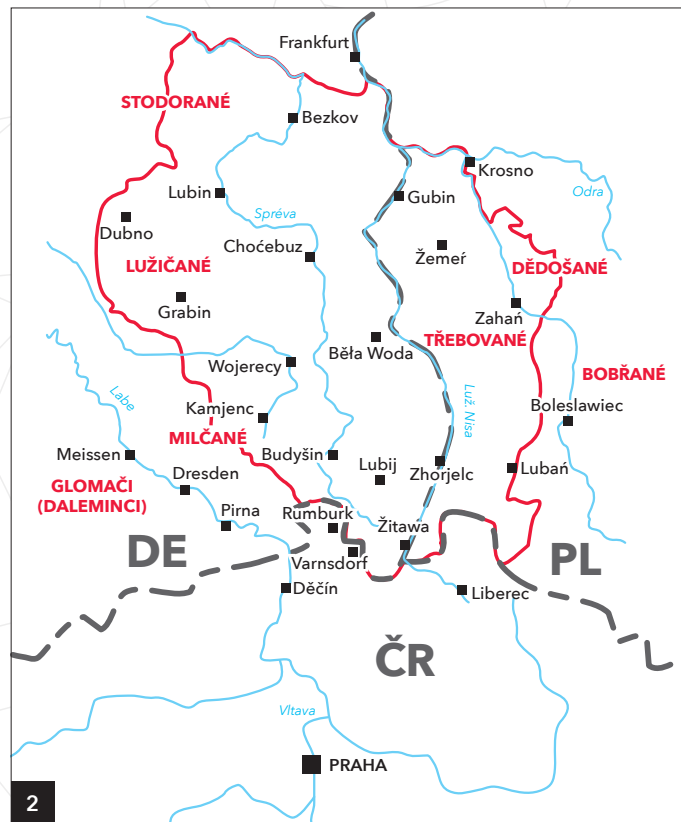 Frankfurt
STODORANÉ
Bezkov
Krosno
Lubin
Gubin
Odra
Spréva
Dubno
Choćebuz
Žemeŕ
LUŽIČANÉ
DĚDOŠANÉ
Grabin
Zahań
TŘEBOVANÉ
Běła Woda
Wojerecy
BOBŘANÉ
Labe
Luž. Nisa
Kamjenc
Boleslawiec
MILČANÉ
Meissen
Budyšin
Lubij
Zhorjelc
Lubań
Dresden
GLOMAČI
(DALEMINCI)
Pirna
Rumburk
Žitawa
DE
Varnsdorf
PL
Děčín
Liberec
ČR
Vltava
PRAHA
2